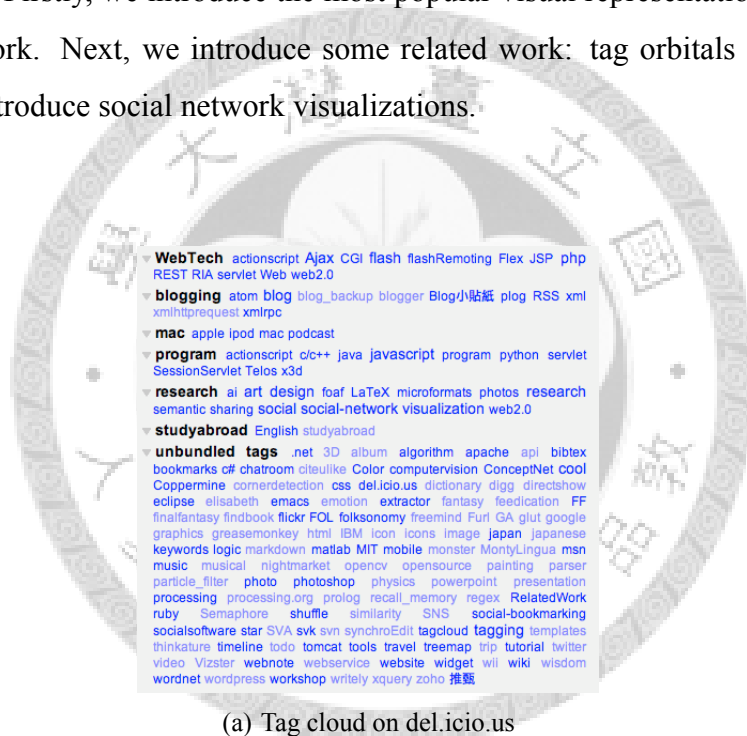 Firstly, we introduce the most popular visual representation
ork. Next, we introduce some related work: tag orbitals
troduce social network visualizations.
WebTech actionscript Ajax CGI flash flashRemoting Flex JSP php
REST RIA servlet Web web2.0
blogging atom blog blog_backup blogger Blog小貼紙 plog RSS xml
xmlhttprequest xmlrpc
mac apple ipod mac podcast
program actionscript c/c++ java javascript program python servlet
SessionServlet Telos x3d
research ai art design foaf LaTeX microformats photos research
semantic sharing social social-network visualization web2.0
studyabroad English studyabroad
unbundled tags .net 3D album algorithm apache api bibtex
bookmarks c# chatroom citeulike Color computervision ConceptNet cool
Coppermine cornerdetection css del.icio.us dictionary digg directshow
eclipse elisabeth emacs emotion extractor fantasy feedication FF
finalfantasy findbook flickr FOL folksonomy freemind Furl GA glut google
graphics greasemonkey html IBM icon icons image japan japanese
keywords logic markdown matlab MIT mobile monster MontyLingua msn
music musical nightmarket opencv opensource painting parser
particle_filter photo photoshop physics powerpoint presentation
processing processing.org prolog recall_memory regex RelatedWork
ruby Semaphore shuffle similarity SNS social-bookmarking
socialsoftware star SVA svk svn synchroEdit tagcloud tagging templates
thinkature timeline todo tomcat tools travel treemap trip tutorial twitter
video Vizster webnote webservice website widget wii wiki wisdom
wordnet wordpress workshop writely xquery zoho 推甄
(a) Tag cloud on del.icio.us